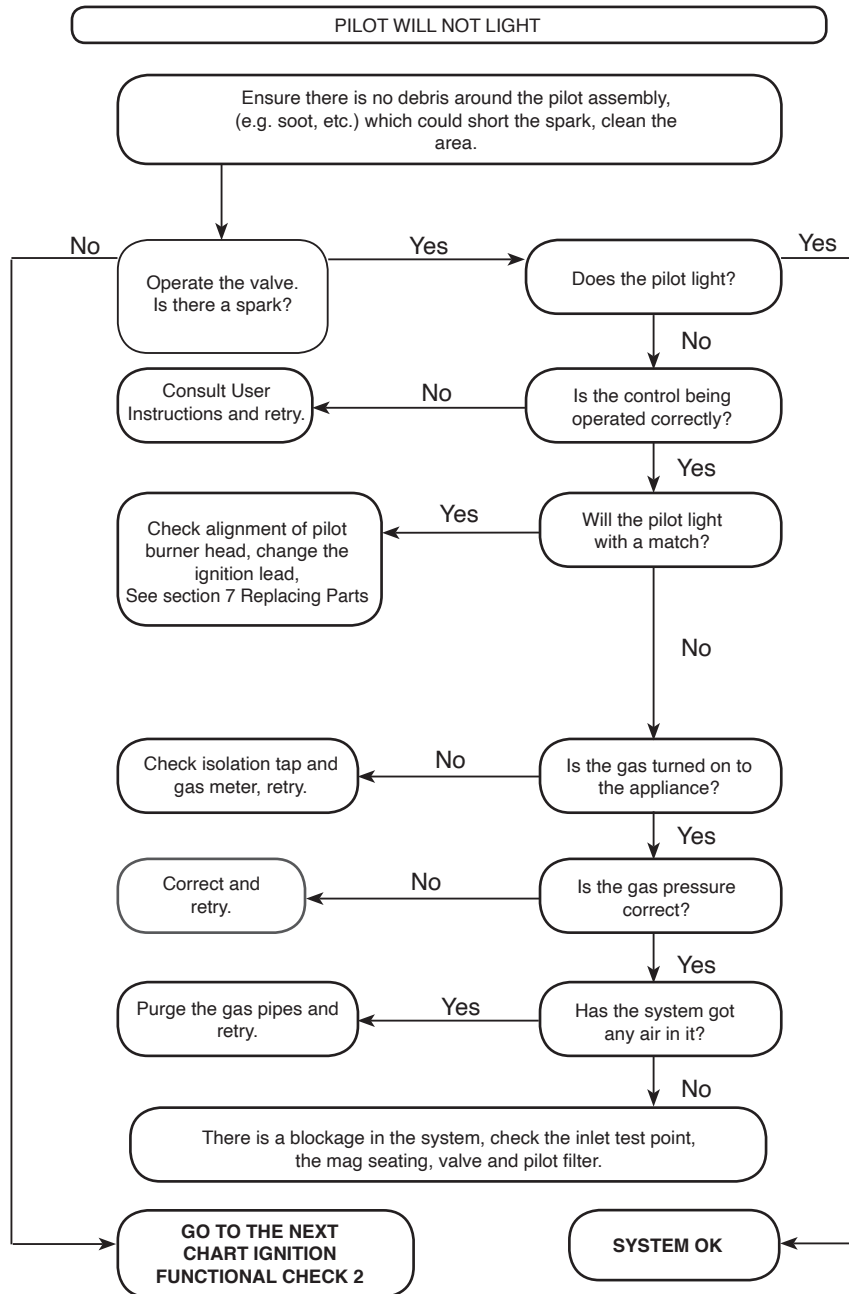 PILOT WILL NOT LIGHT
Ensure there is no debris around the pilot assembly,
(e.g. soot, etc.) which could short the spark, clean the
area.
No
Yes
Yes
Operate the valve.
Is there a spark?
Does the pilot light?
No
Consult User
Instructions and retry.
No
Is the control being
operated correctly?
Yes
Check alignment of pilot
burner head, change the
ignition lead,
See section 7 Replacing Parts
Yes
Will the pilot light
with a match?
No
Check isolation tap and
gas meter, retry.
No
Is the gas turned on to
the appliance?
Yes
Correct and
retry.
No
Is the gas pressure
correct?
Yes
Purge the gas pipes and
retry.
Yes
Has the system got
any air in it?
No
There is a blockage in the system, check the inlet test point,
the mag seating, valve and pilot filter.
GO TO THE NEXT
CHART IGNITION
FUNCTIONAL CHECK 2
SYSTEM OK